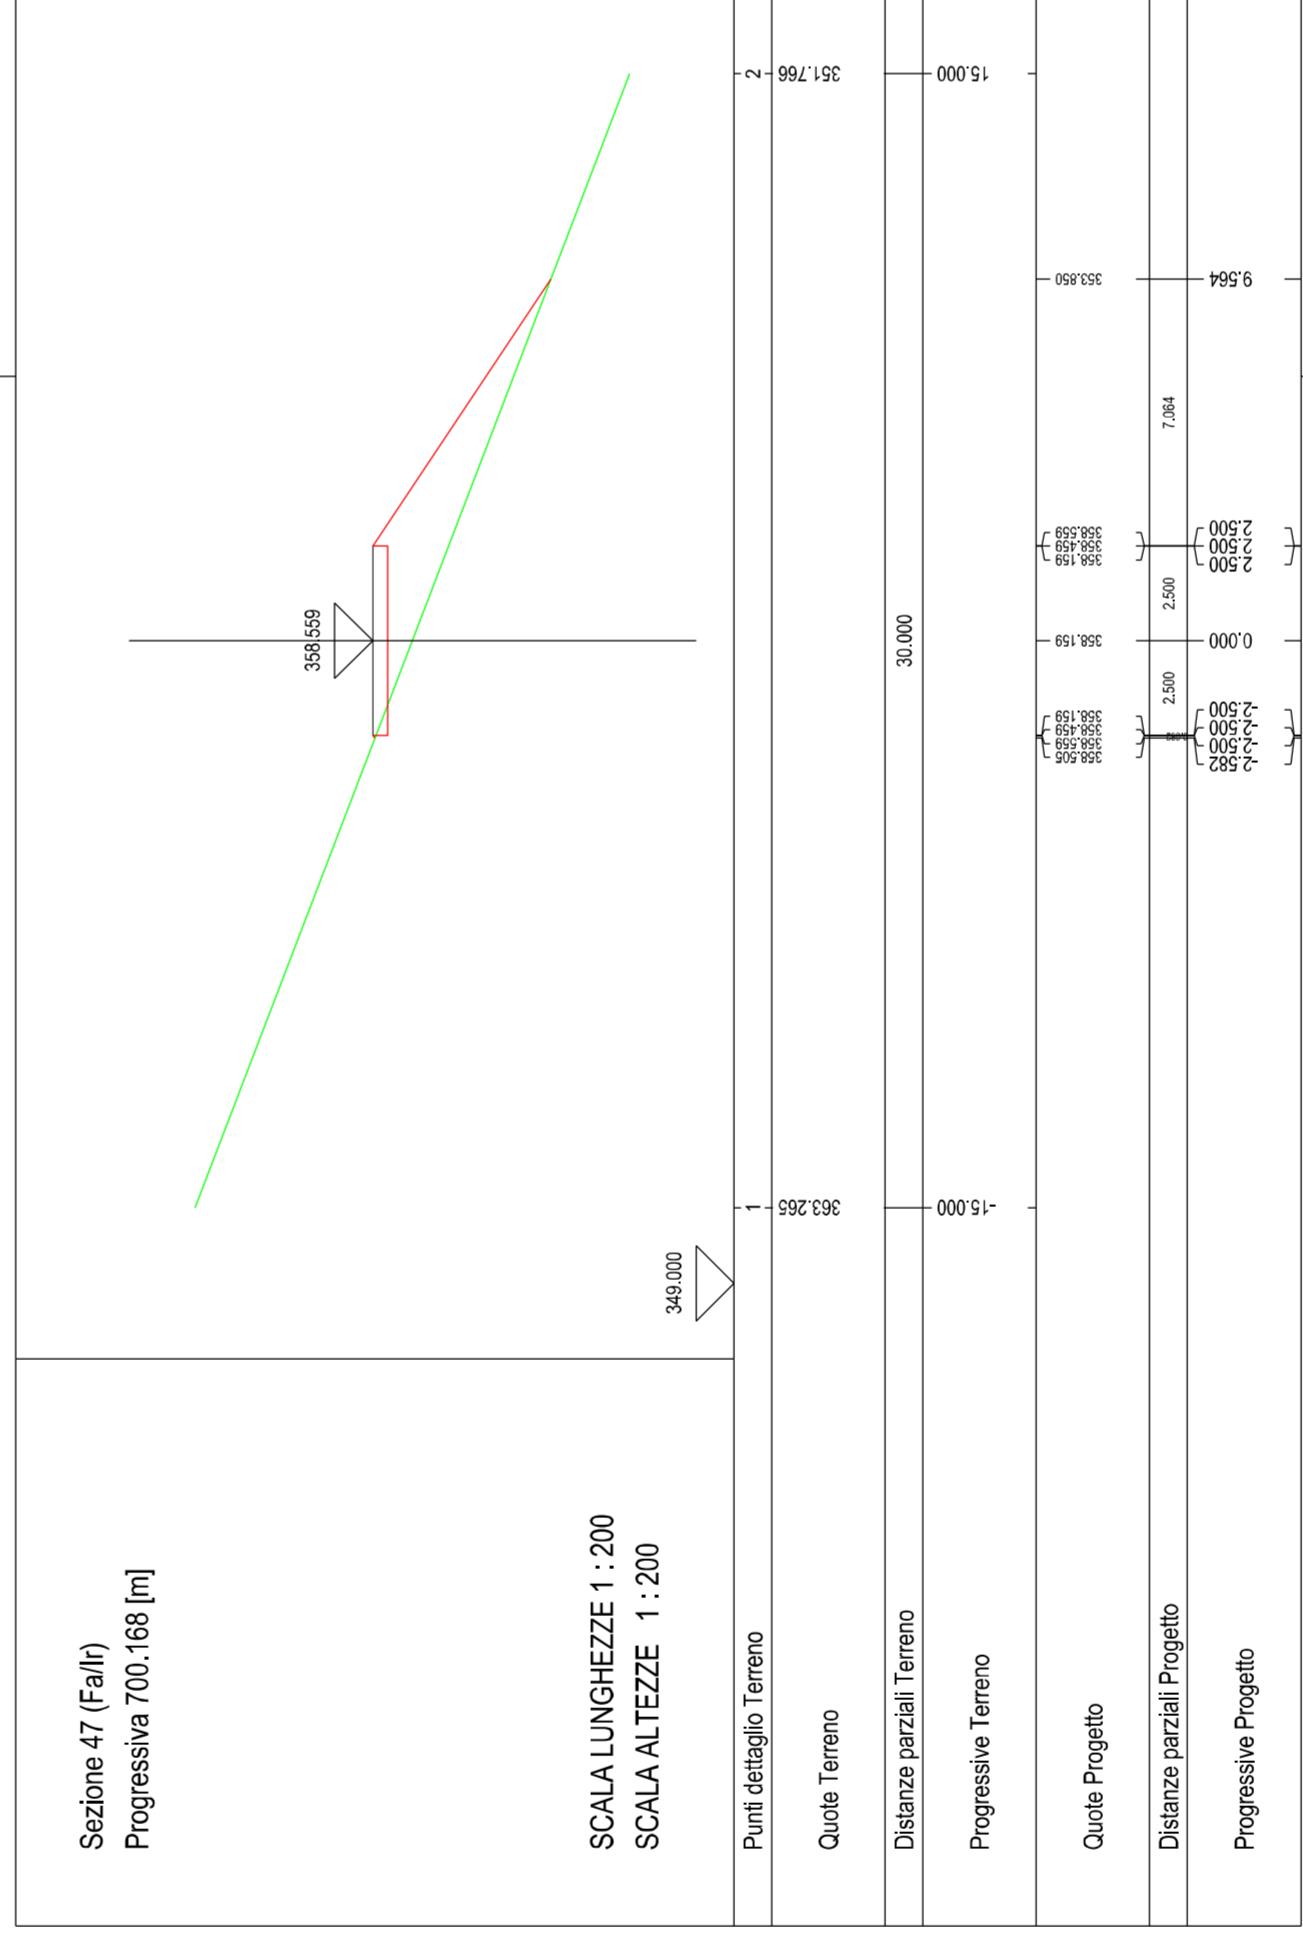 Sezione 47 (Fa/Ir)
Progressiva 700.168 [m]
SCALA LUNGHEZZE 1 : 200
SCALA ALTEZZE 1 : 200
358.559
349.000
Punti dettaglio Terreno
1
2
Quote Terreno
363.265
351.766
Distanze parziali Terreno
30.000
Progressive Terreno
-15.000
15.000
Quote Progetto
358.505
358.559
358.459
358.159
358.159
358.159
358.459
358.559
353.850
Distanze parziali Progetto
2.500
2.500
7.064
Progressive Progetto
-2.582
-2.500
-2.500
-2.500
0.000
2.500
2.500
2.500
9.564